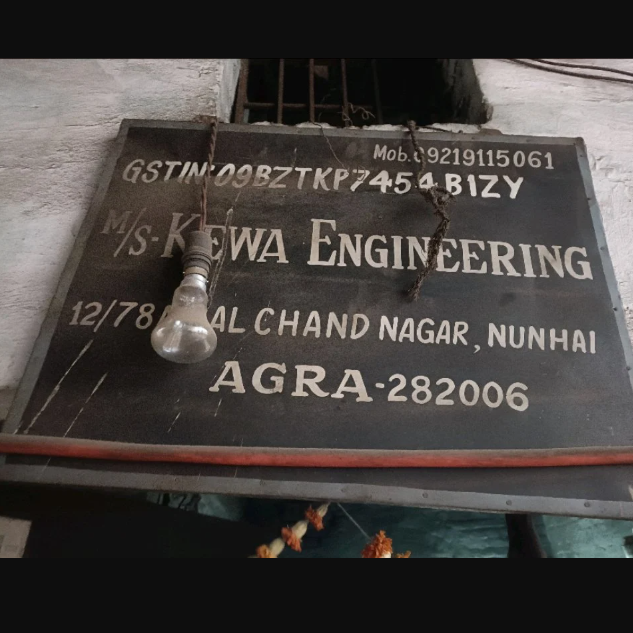 Mob. 9219115061
GSTIN 09BZTKP7454B1ZY
M/s- KEWA ENGINEERING
12/78 CHAND NAGAR, NUNHAI
AGRA-282006